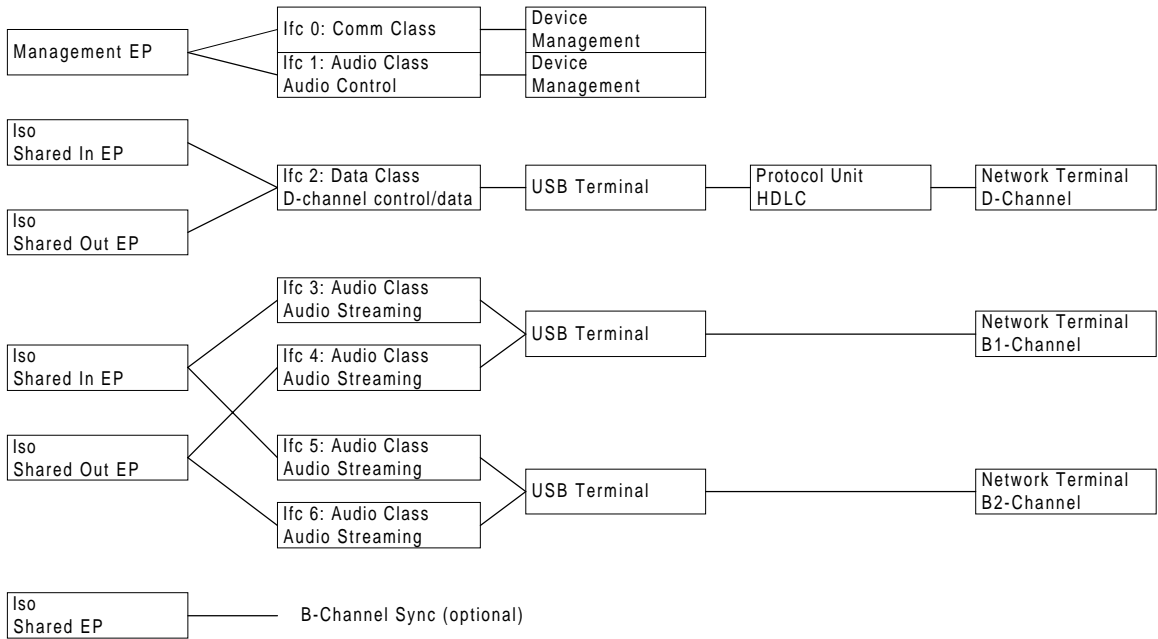 Management EP
Ifc 0: Comm Class
Device
Management
Ifc 1: Audio Class
Audio Control
Device
Management
Iso
Shared In EP
Iso
Shared Out EP
Ifc 2: Data Class
D-channel control/data
USB Terminal
Protocol Unit
HDLC
Network Terminal
D-Channel
Iso
Shared In EP
Iso
Shared Out EP
Ifc 3: Audio Class
Audio Streaming
Ifc 4: Audio Class
Audio Streaming
USB Terminal
Network Terminal
B1-Channel
Ifc 5: Audio Class
Audio Streaming
Ifc 6: Audio Class
Audio Streaming
USB Terminal
Network Terminal
B2-Channel
Iso
Shared EP
B-Channel Sync (optional)